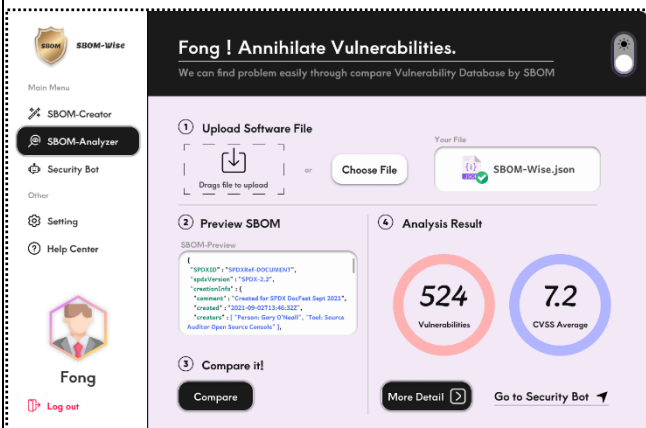 SBOM
SBOM-Wise
Main Menu
SBOM-Creator
SBOM-Analyzer
Security Bot
Other
Setting
Help Center
Fong
Log out
Fong ! Annihilate Vulnerabilities.
We can find problem easily through compare Vulnerability Database by SBOM
1 Upload Software File
Drags file to upload
or
Choose File
Your File
JSON
SBOM-Wise.json
2 Preview SBOM
SBOM-Preview
{
"SPDXID" : "SPDXRef-DOCUMENT",
"spdxVersion" : "SPDX-2.2",
"creationInfo" : {
"comment" : "Created for SPDX DocFest Sept 2021",
"created" : "2021-09-02T13:46:32Z",
"creators" : [ "Person: Gary O'Neall", "Tool: Source
Auditor Open Source Console" ],
3 Compare it!
Compare
4 Analysis Result
524
Vulnerabilities
7.2
CVSS Average
More Detail
Go to Security Bot